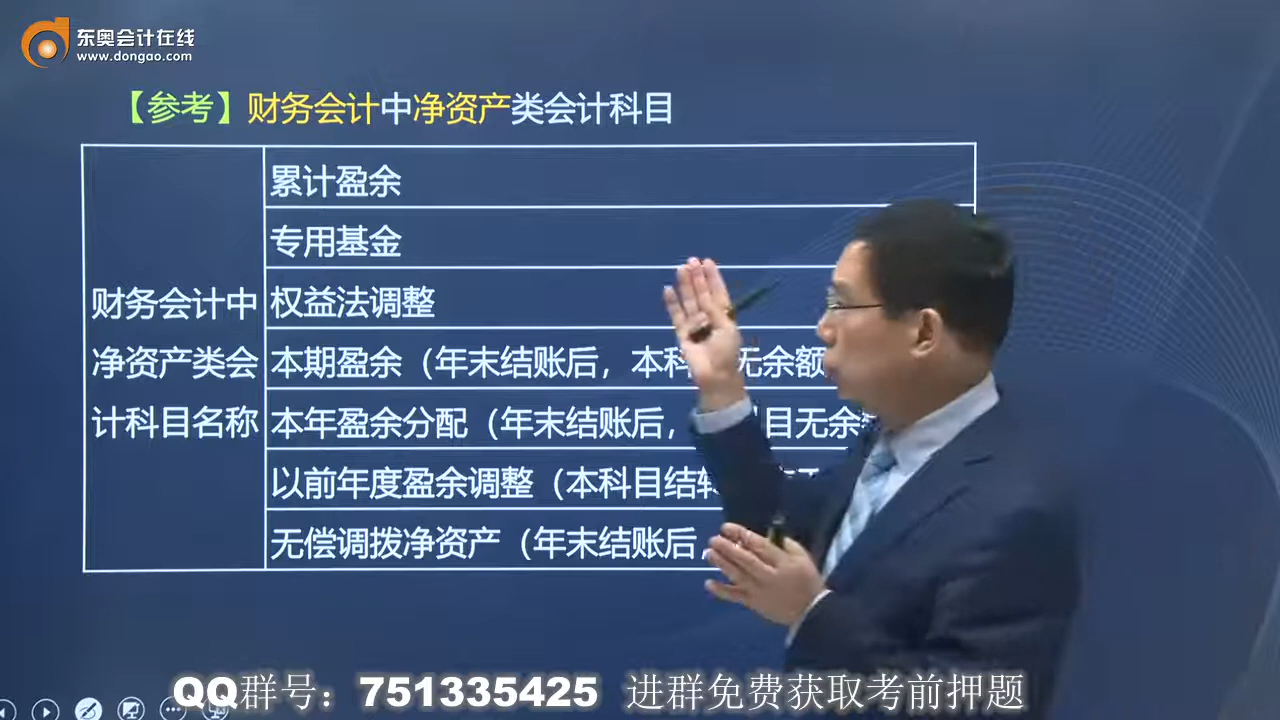 东奥会计在线
www.dongao.com
【参考】财务会计中净资产类会计科目
财务会计中
净资产类会
计科目名称
累计盈余
专用基金
权益法调整
本期盈余（年末结账后，本科 无余额
本年盈余分配（年末结账后， 目无余
以前年度盈余调整（本科目结转
无偿调拨净资产（年末结账后，
QQ群号：751335425 进群免费获取考前押题